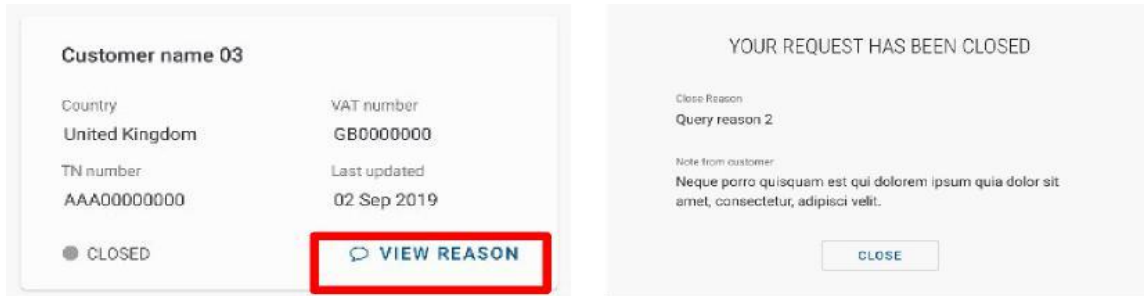 Customer name 03
Country
VAT number
United Kingdom
GB0000000
TN number
Last updated
AAA00000000
02 Sep 2019
CLOSED
VIEW REASON
YOUR REQUEST HAS BEEN CLOSED
Close Reason
Query reason 2
Note from customer
Neque porro quisquam est qui dolorem ipsum quia dolor sit
amet, consectetur, adipisci velit.
CLOSE